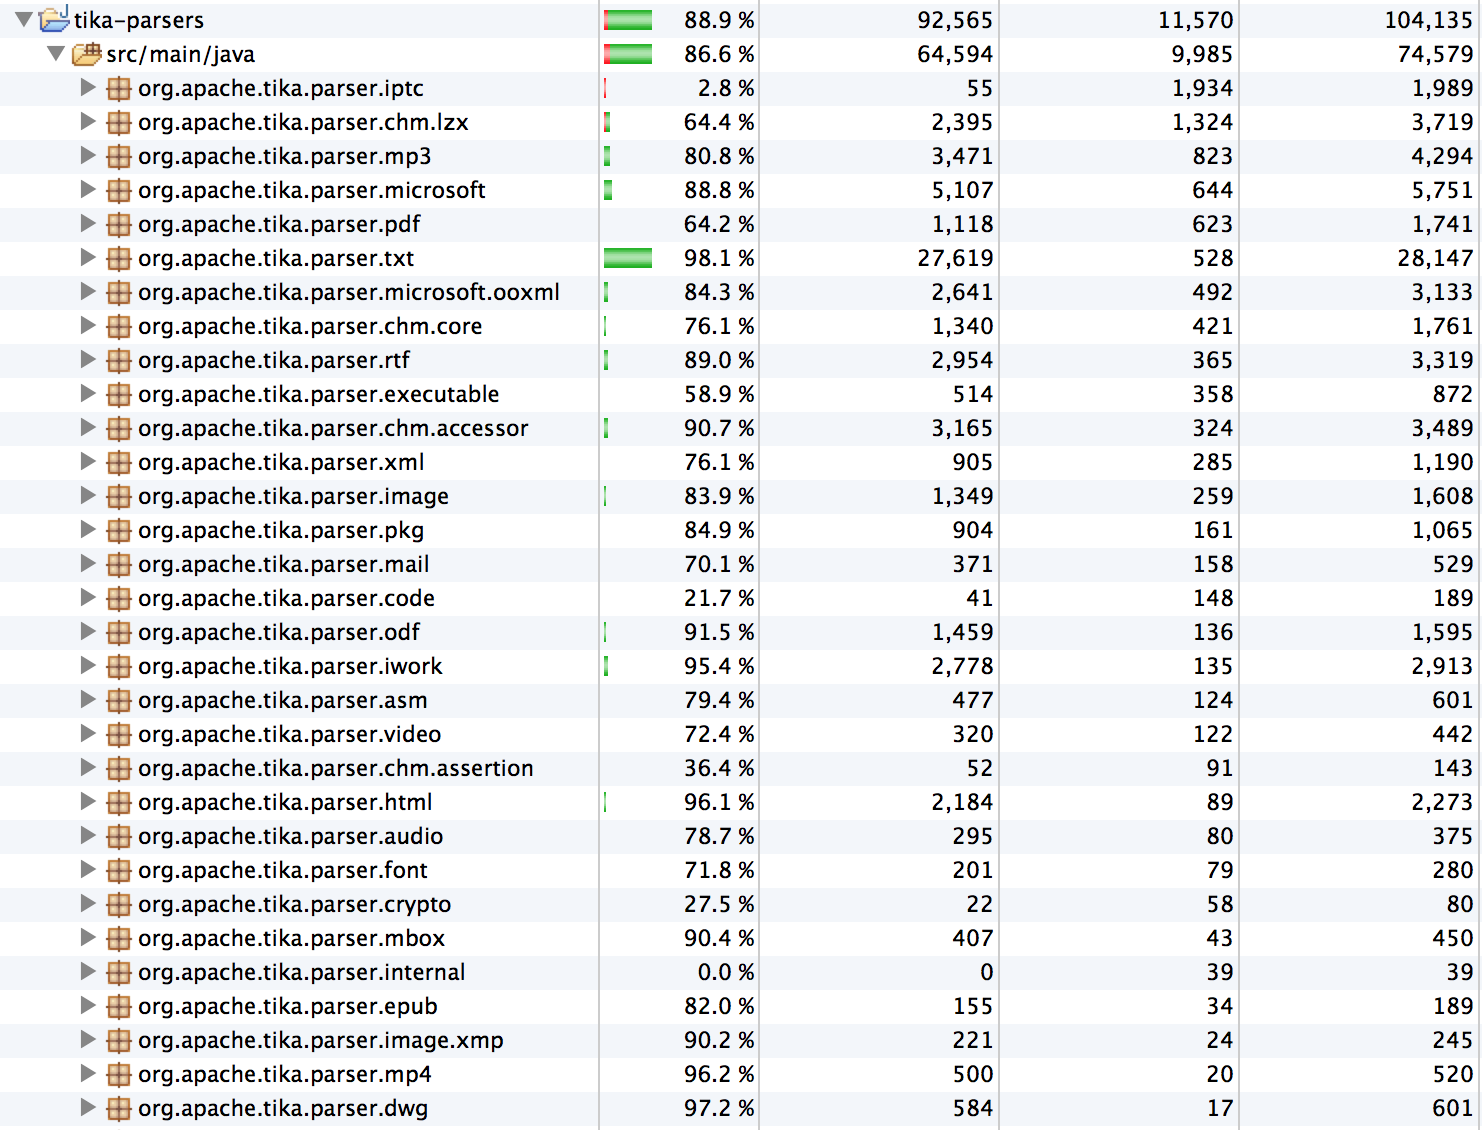 tika-parsers 88.9 % 92,565 11,570 104,135
src/main/java 86.6 % 64,594 9,985 74,579
org.apache.tika.parser.iptc 2.8 % 55 1,934 1,989
org.apache.tika.parser.chm.lzx 64.4 % 2,395 1,324 3,719
org.apache.tika.parser.mp3 80.8 % 3,471 823 4,294
org.apache.tika.parser.microsoft 88.8 % 5,107 644 5,751
org.apache.tika.parser.pdf 64.2 % 1,118 623 1,741
org.apache.tika.parser.txt 98.1 % 27,619 528 28,147
org.apache.tika.parser.microsoft.ooxml 84.3 % 2,641 492 3,133
org.apache.tika.parser.chm.core 76.1 % 1,340 421 1,761
org.apache.tika.parser.rtf 89.0 % 2,954 365 3,319
org.apache.tika.parser.executable 58.9 % 514 358 872
org.apache.tika.parser.chm.accessor 90.7 % 3,165 324 3,489
org.apache.tika.parser.xml 76.1 % 905 285 1,190
org.apache.tika.parser.image 83.9 % 1,349 259 1,608
org.apache.tika.parser.pkg 84.9 % 904 161 1,065
org.apache.tika.parser.mail 70.1 % 371 158 529
org.apache.tika.parser.code 21.7 % 41 148 189
org.apache.tika.parser.odf 91.5 % 1,459 136 1,595
org.apache.tika.parser.iwork 95.4 % 2,778 135 2,913
org.apache.tika.parser.asm 79.4 % 477 124 601
org.apache.tika.parser.video 72.4 % 320 122 442
org.apache.tika.parser.chm.assertion 36.4 % 52 91 143
org.apache.tika.parser.html 96.1 % 2,184 89 2,273
org.apache.tika.parser.audio 78.7 % 295 80 375
org.apache.tika.parser.font 71.8 % 201 79 280
org.apache.tika.parser.crypto 27.5 % 22 58 80
org.apache.tika.parser.mbox 90.4 % 407 43 450
org.apache.tika.parser.internal 0.0 % 0 39 39
org.apache.tika.parser.epub 82.0 % 155 34 189
org.apache.tika.parser.image.xmp 90.2 % 221 24 245
org.apache.tika.parser.mp4 96.2 % 500 20 520
org.apache.tika.parser.dwg 97.2 % 584 17 601